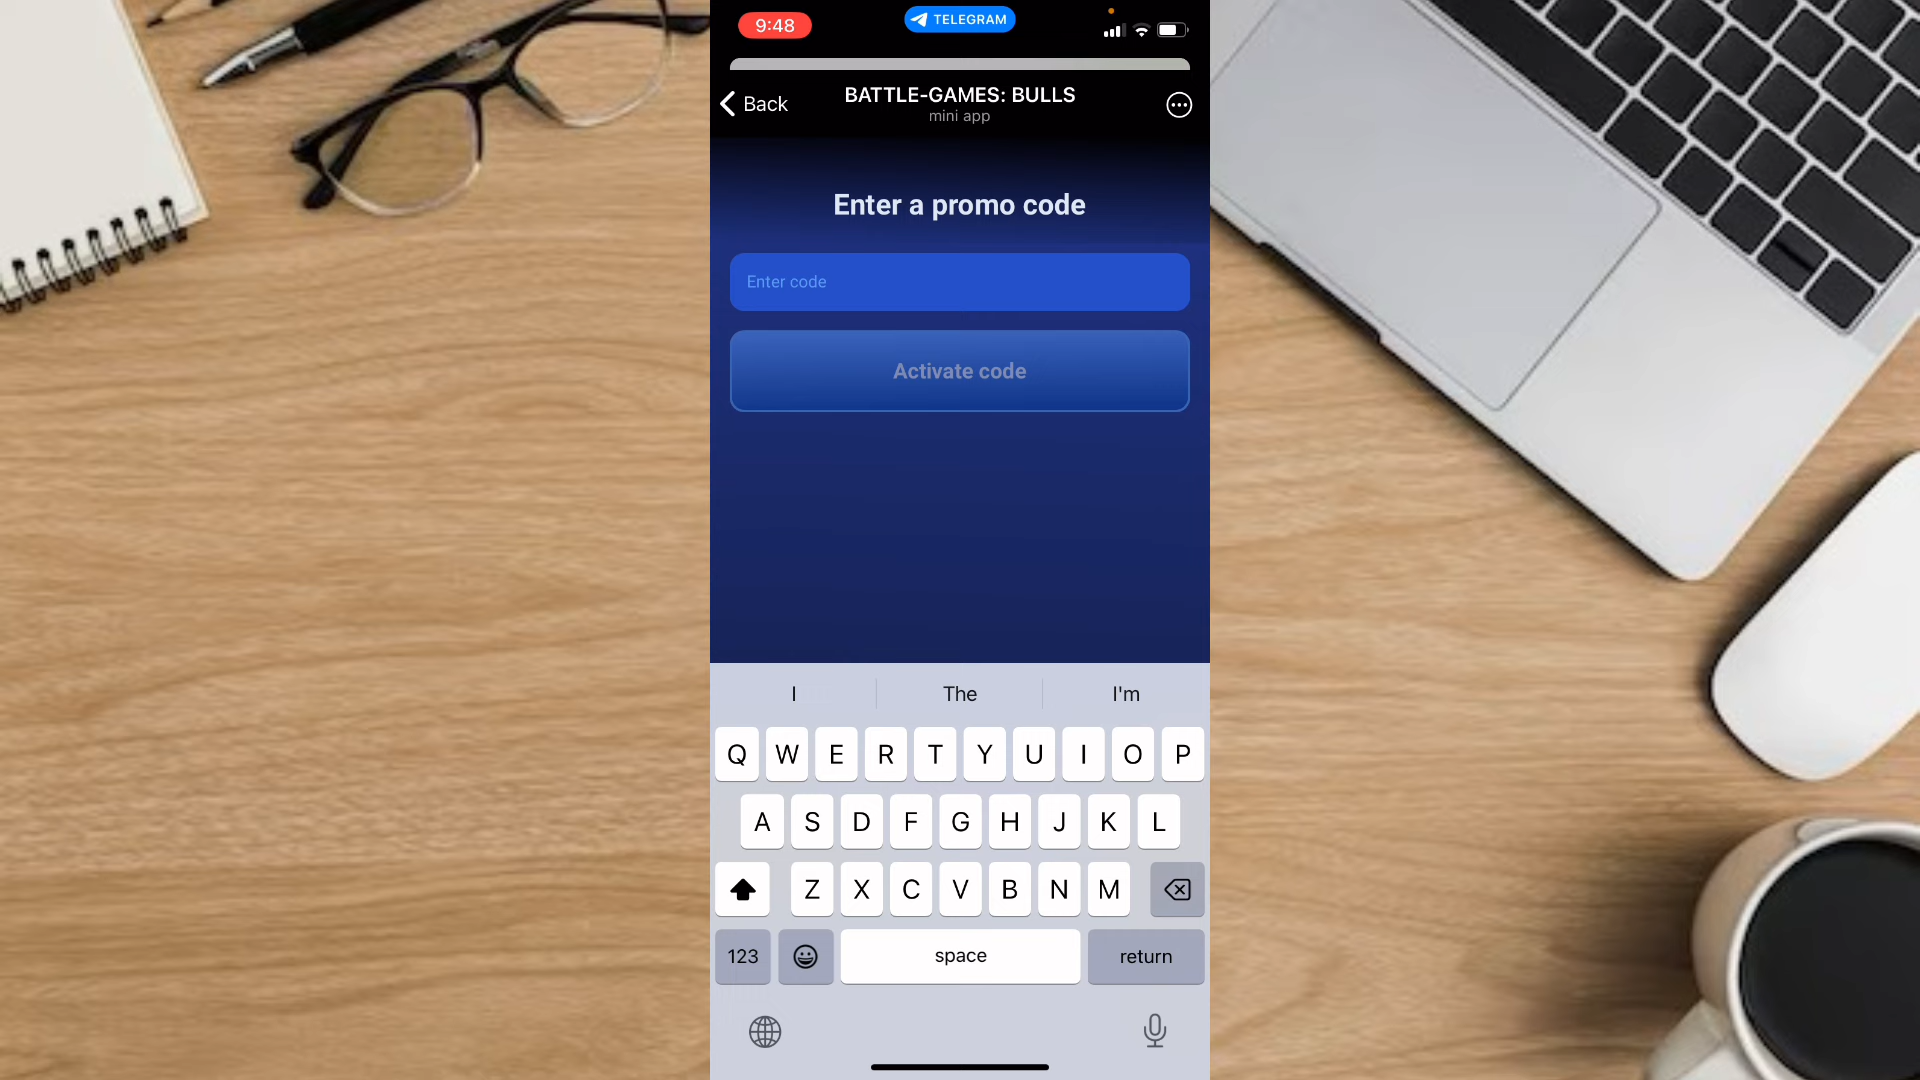 9:48
TELEGRAM
Back
BATTLE-GAMES: BULLS
mini app
Enter a promo code
Enter code
Activate code
I The I'm
Q W E R T Y U I O P
A S D F G H J K L
Z X C V B N M
123 space return